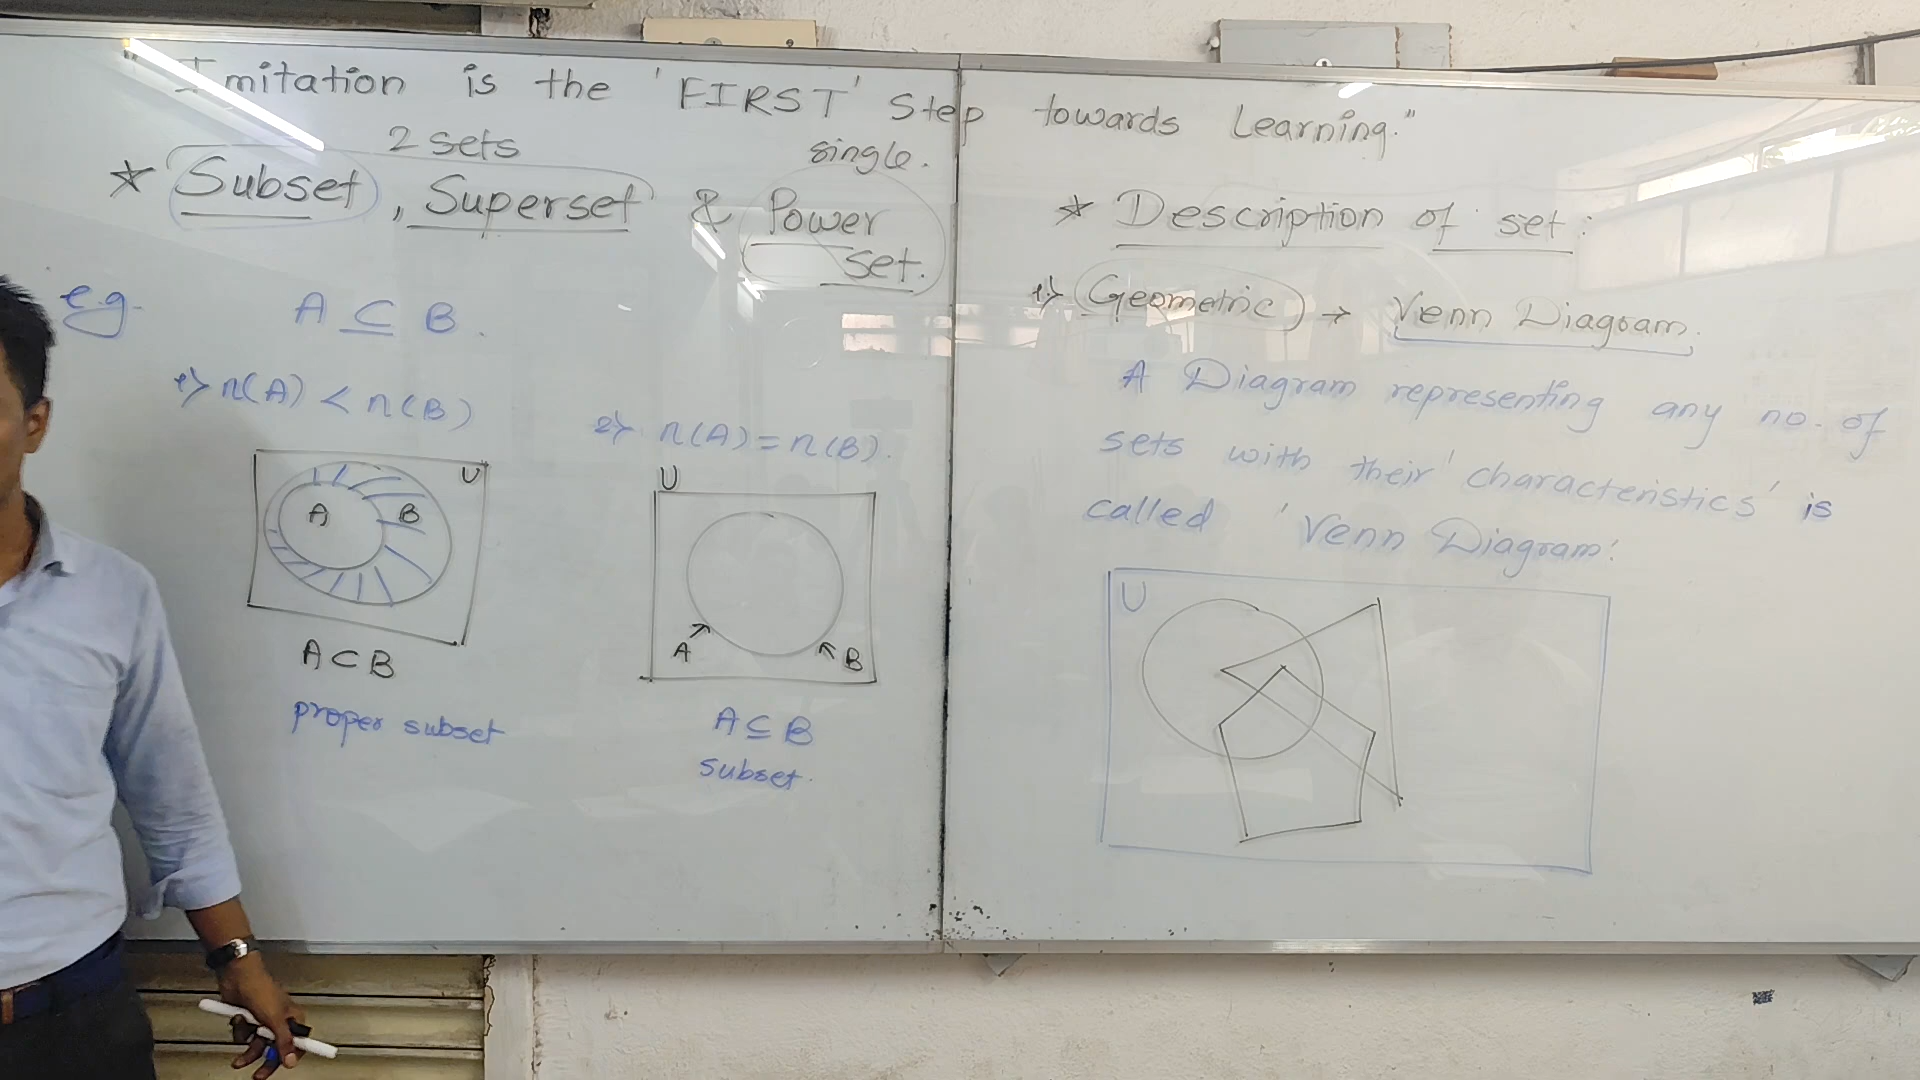 "Imitation is the 'FIRST' Step towards Learning."
2 sets single.
* Subset, Superset & Power set.
e.g. A ⊆ B.
1> n(A) < n(B)
U
A B
A ⊂ B
proper subset
2> n(A) = n(B).
U
A B
A ⊆ B
subset.
* Description of set:
1> Geometric → Venn Diagram.
A Diagram representing any no. of
sets with their 'characteristics' is
called 'Venn Diagram'.
U